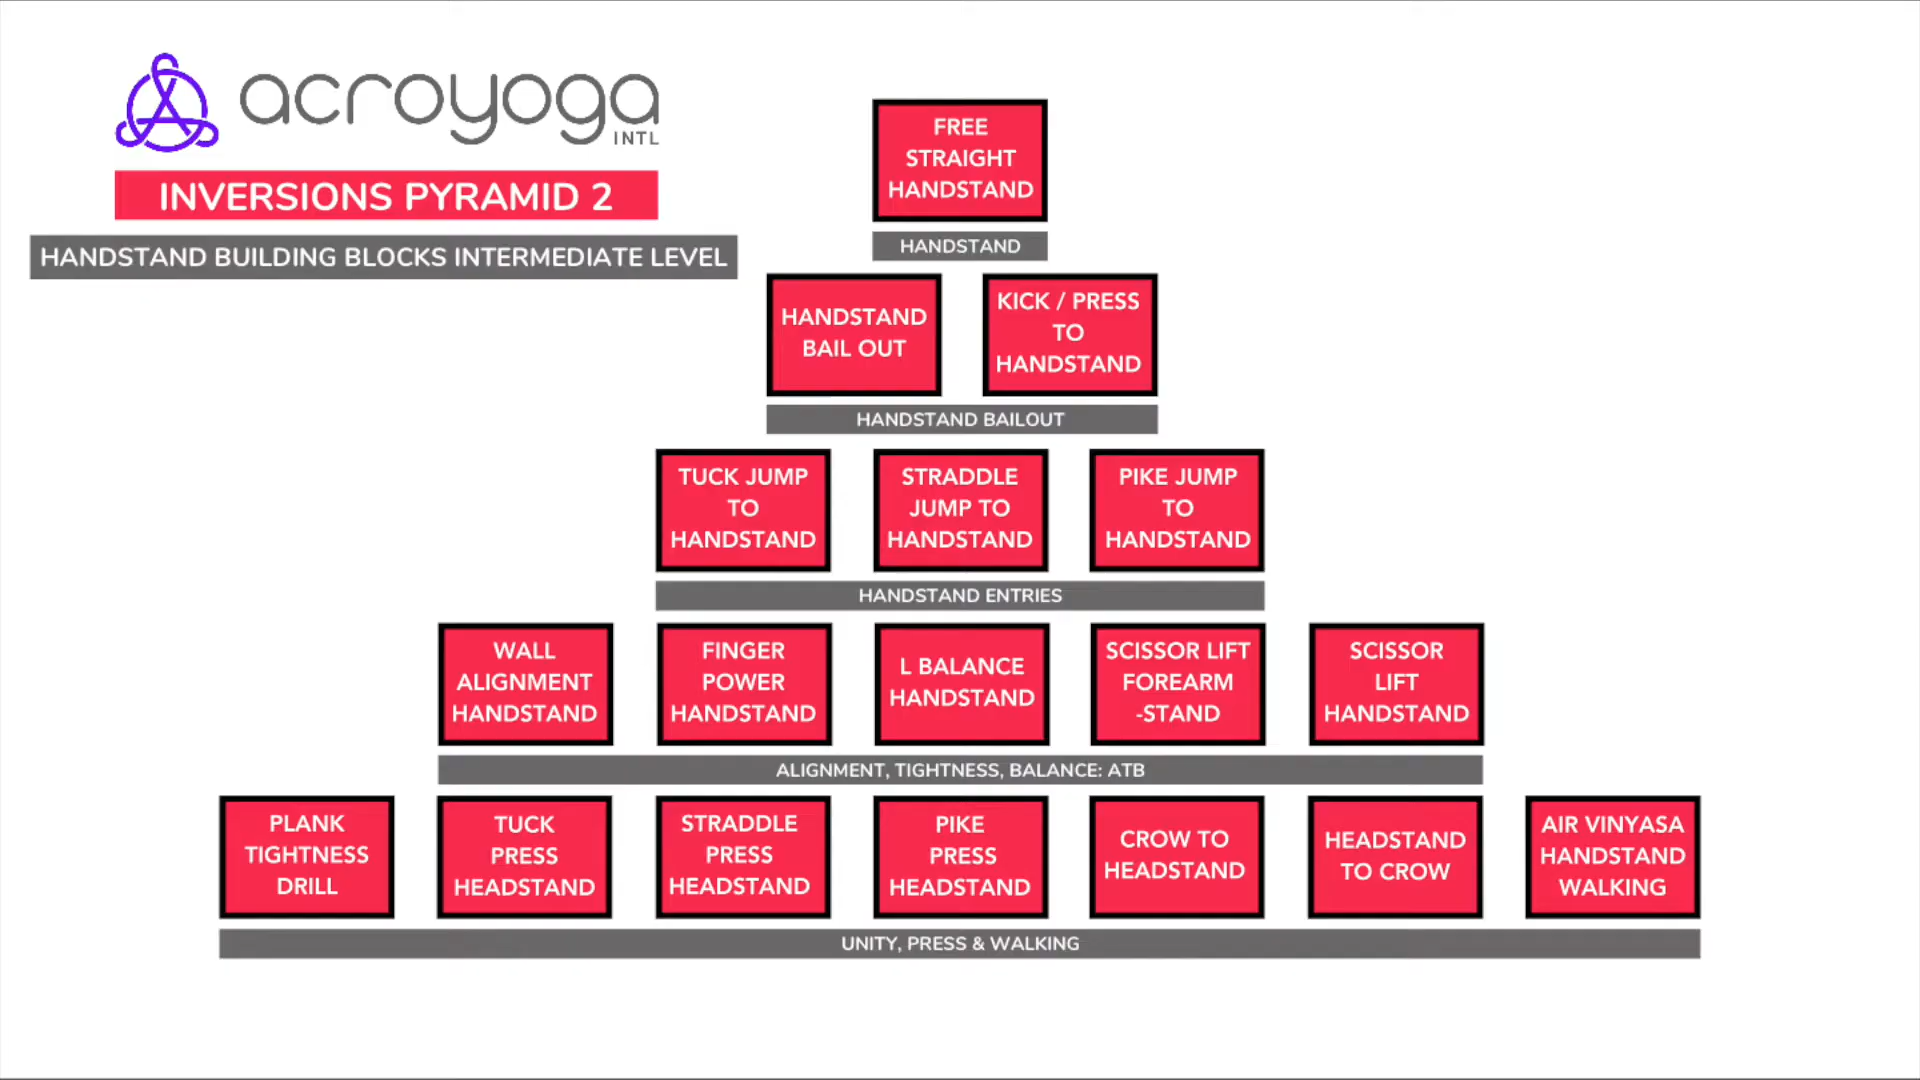 acroyoga
INTL
INVERSIONS PYRAMID 2
HANDSTAND BUILDING BLOCKS INTERMEDIATE LEVEL
FREE
STRAIGHT
HANDSTAND
HANDSTAND
HANDSTAND
BAIL OUT
KICK / PRESS
TO
HANDSTAND
HANDSTAND BAILOUT
TUCK JUMP
TO
HANDSTAND
STRADDLE
JUMP TO
HANDSTAND
PIKE JUMP
TO
HANDSTAND
HANDSTAND ENTRIES
WALL
ALIGNMENT
HANDSTAND
FINGER
POWER
HANDSTAND
L BALANCE
HANDSTAND
SCISSOR LIFT
FOREARM
-STAND
SCISSOR
LIFT
HANDSTAND
ALIGNMENT, TIGHTNESS, BALANCE: ATB
PLANK
TIGHTNESS
DRILL
TUCK
PRESS
HEADSTAND
STRADDLE
PRESS
HEADSTAND
PIKE
PRESS
HEADSTAND
CROW TO
HEADSTAND
HEADSTAND
TO CROW
AIR VINYASA
HANDSTAND
WALKING
UNITY, PRESS & WALKING